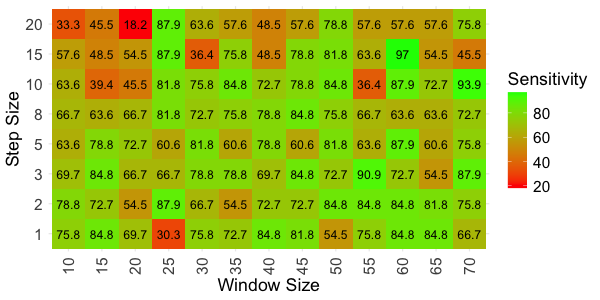 20 33.3 45.5 18.2 87.9 63.6 57.6 48.5 57.6 78.8 57.6 57.6 57.6 75.8
15 57.6 48.5 54.5 87.9 36.4 75.8 48.5 78.8 81.8 63.6 97 54.5 45.5
10 63.6 39.4 45.5 81.8 75.8 84.8 72.7 78.8 84.8 36.4 87.9 72.7 93.9
8 66.7 63.6 66.7 81.8 72.7 75.8 78.8 84.8 75.8 66.7 63.6 63.6 72.7
5 63.6 78.8 72.7 60.6 81.8 60.6 78.8 60.6 81.8 63.6 87.9 60.6 75.8
3 69.7 84.8 66.7 66.7 78.8 78.8 69.7 84.8 72.7 90.9 72.7 54.5 87.9
2 78.8 72.7 54.5 87.9 66.7 54.5 72.7 72.7 84.8 84.8 84.8 81.8 75.8
1 75.8 84.8 69.7 30.3 75.8 72.7 84.8 81.8 54.5 75.8 84.8 84.8 66.7
10 15 20 25 30 35 40 45 50 55 60 65 70
Window Size
Step Size
Sensitivity
80
60
40
20